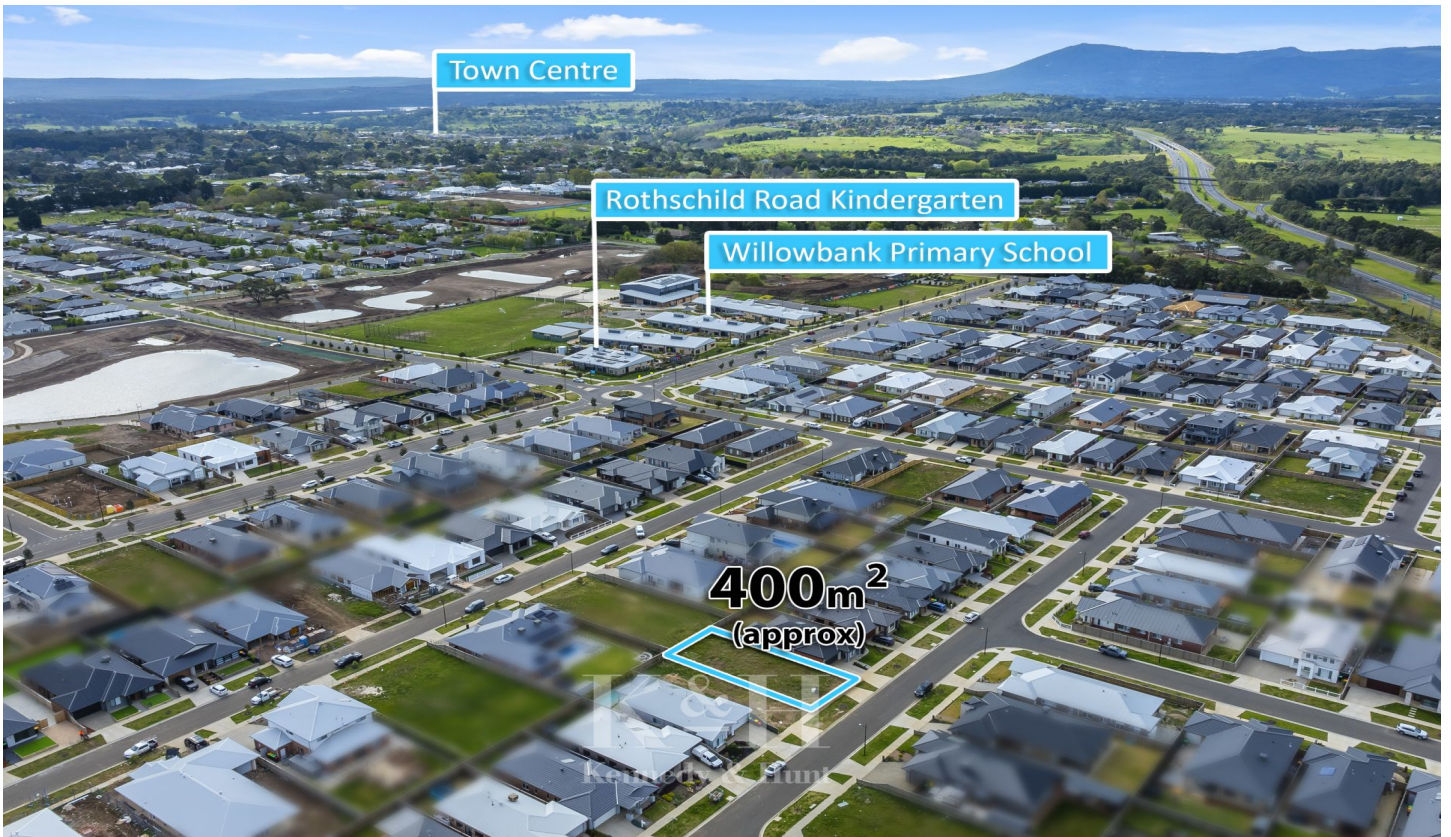 Town Centre
Rothschild Road Kindergarten
Willowbank Primary School
400m²
(approx)
K&H
Kennedy & Hunt